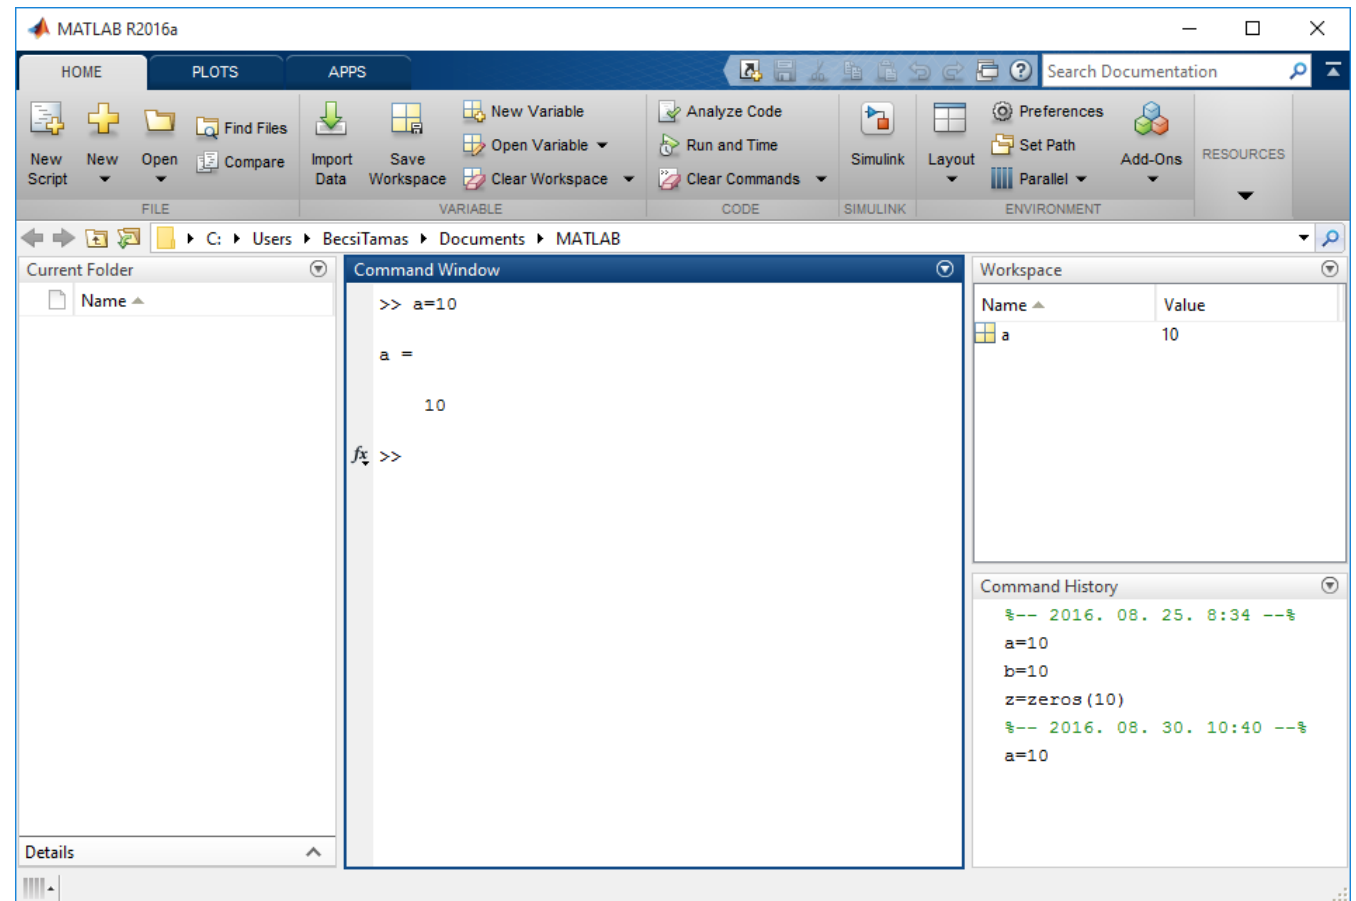 MATLAB R2016a
HOME PLOTS APPS
Search Documentation
New Script
New
Open
Find Files
Compare
FILE
Import Data
Save Workspace
New Variable
Open Variable
Clear Workspace
VARIABLE
Analyze Code
Run and Time
Clear Commands
CODE
Simulink
SIMULINK
Layout
Preferences
Set Path
Parallel
Add-Ons
ENVIRONMENT
RESOURCES
C: Users BecsiTamas Documents MATLAB
Current Folder
Name
Details
Command Window
>> a=10
a =
10
fx >>
Workspace
Name Value
a 10
Command History
%-- 2016. 08. 25. 8:34 --%
a=10
b=10
z=zeros(10)
%-- 2016. 08. 30. 10:40 --%
a=10